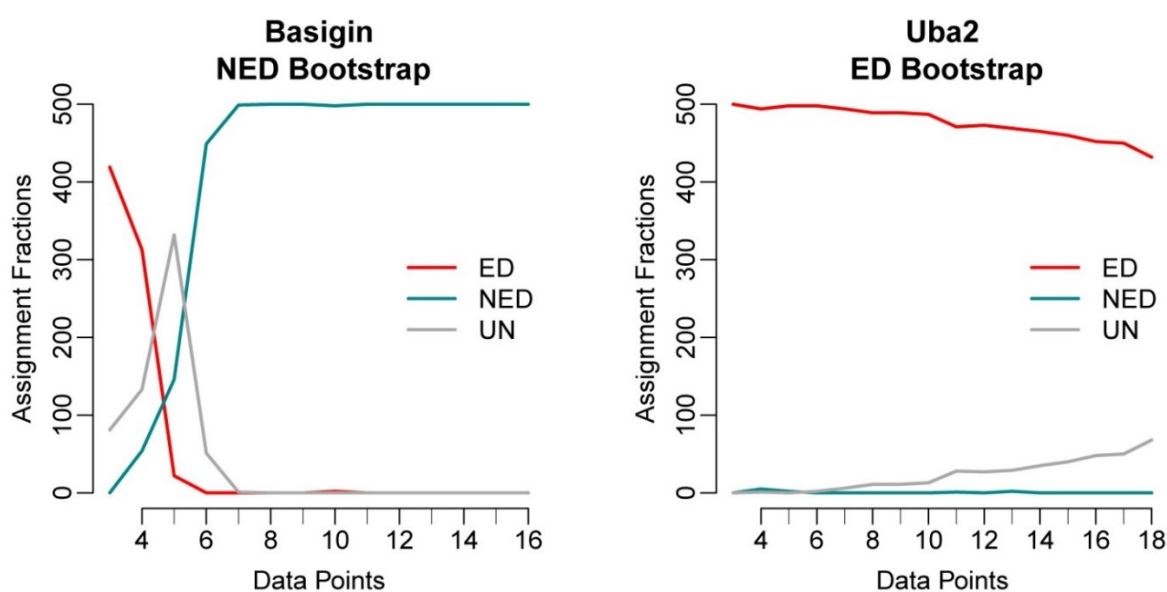 Basigin
NED Bootstrap
Assignment Fractions
500
400
300
200
100
0
ED
NED
UN
4 6 8 10 12 14 16
Data Points
Uba2
ED Bootstrap
Assignment Fractions
500
400
300
200
100
0
ED
NED
UN
4 6 8 10 12 14 16 18
Data Points